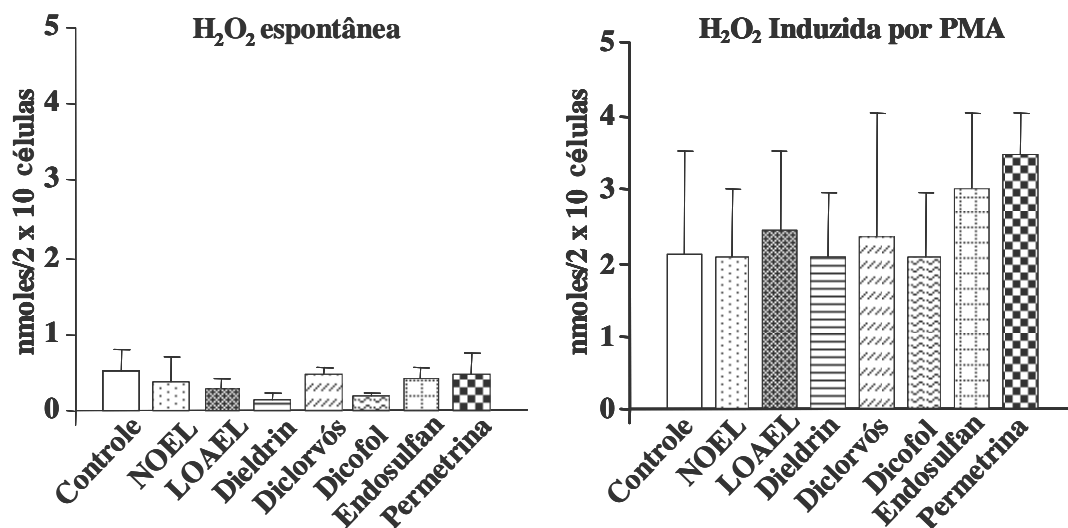 H₂O₂ espontânea
nmoles/2 x 10 células
5
4
3
2
1
0
Controle
NOEL
LOAEL
Dieldrin
Diclorvós
Dicofol
Endosulfan
Permetrina
H₂O₂ Induzida por PMA
nmoles/2 x 10 células
5
4
3
2
1
0
Controle
NOEL
LOAEL
Dieldrin
Diclorvós
Dicofol
Endosulfan
Permetrina